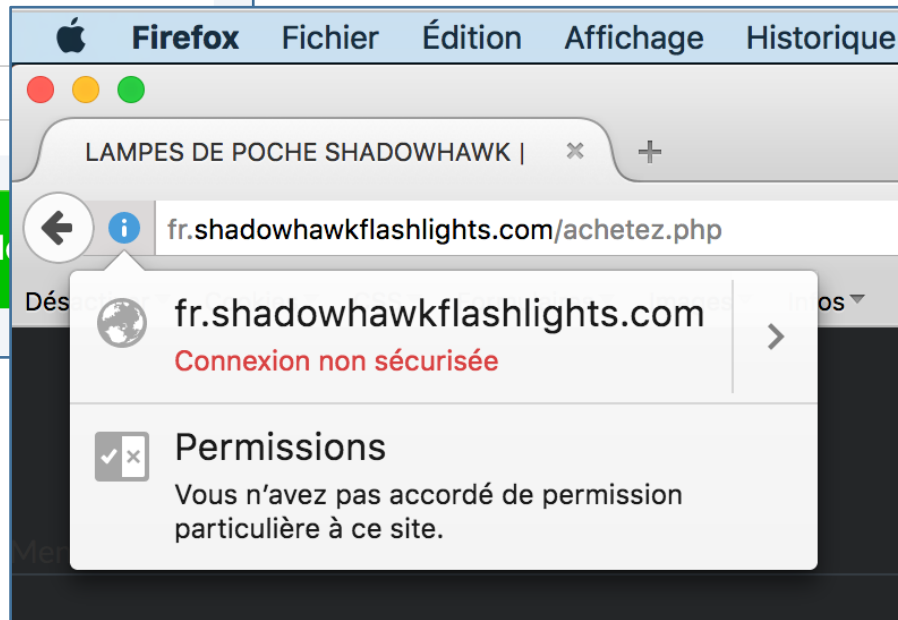 Firefox Fichier Édition Affichage Historique
LAMPES DE POCHE SHADOWHAWK |
fr.shadowhawkflashlights.com/achetez.php
fr.shadowhawkflashlights.com
Connexion non sécurisée
Permissions
Vous n’avez pas accordé de permission
particulière à ce site.